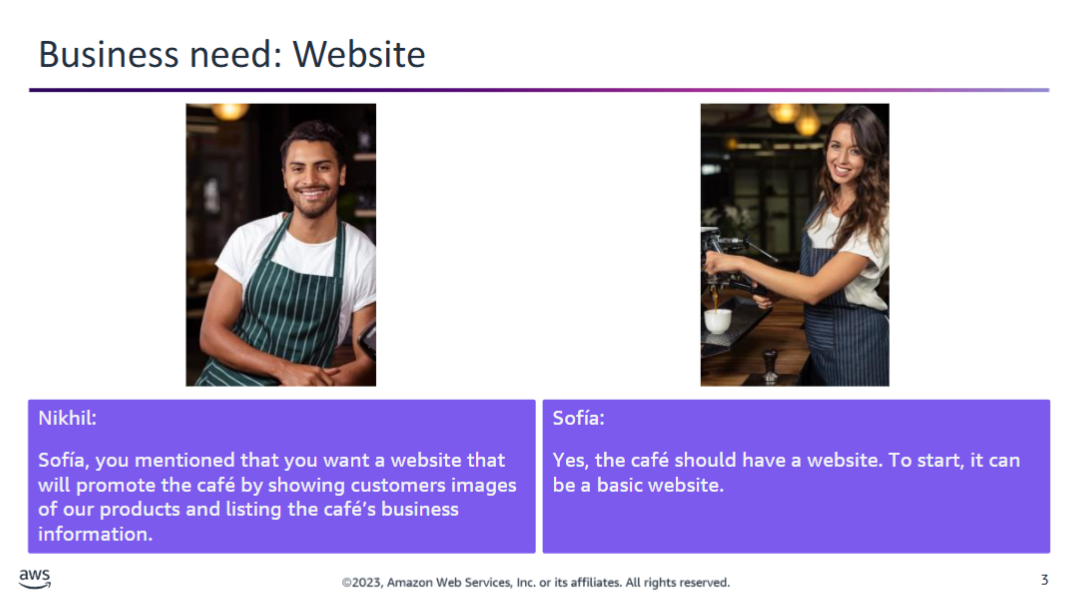 Business need: Website
Nikhil:
Sofía, you mentioned that you want a website that
will promote the café by showing customers images
of our products and listing the café’s business
information.
Sofía:
Yes, the café should have a website. To start, it can
be a basic website.
aws
©2023, Amazon Web Services, Inc. or its affiliates. All rights reserved.
3